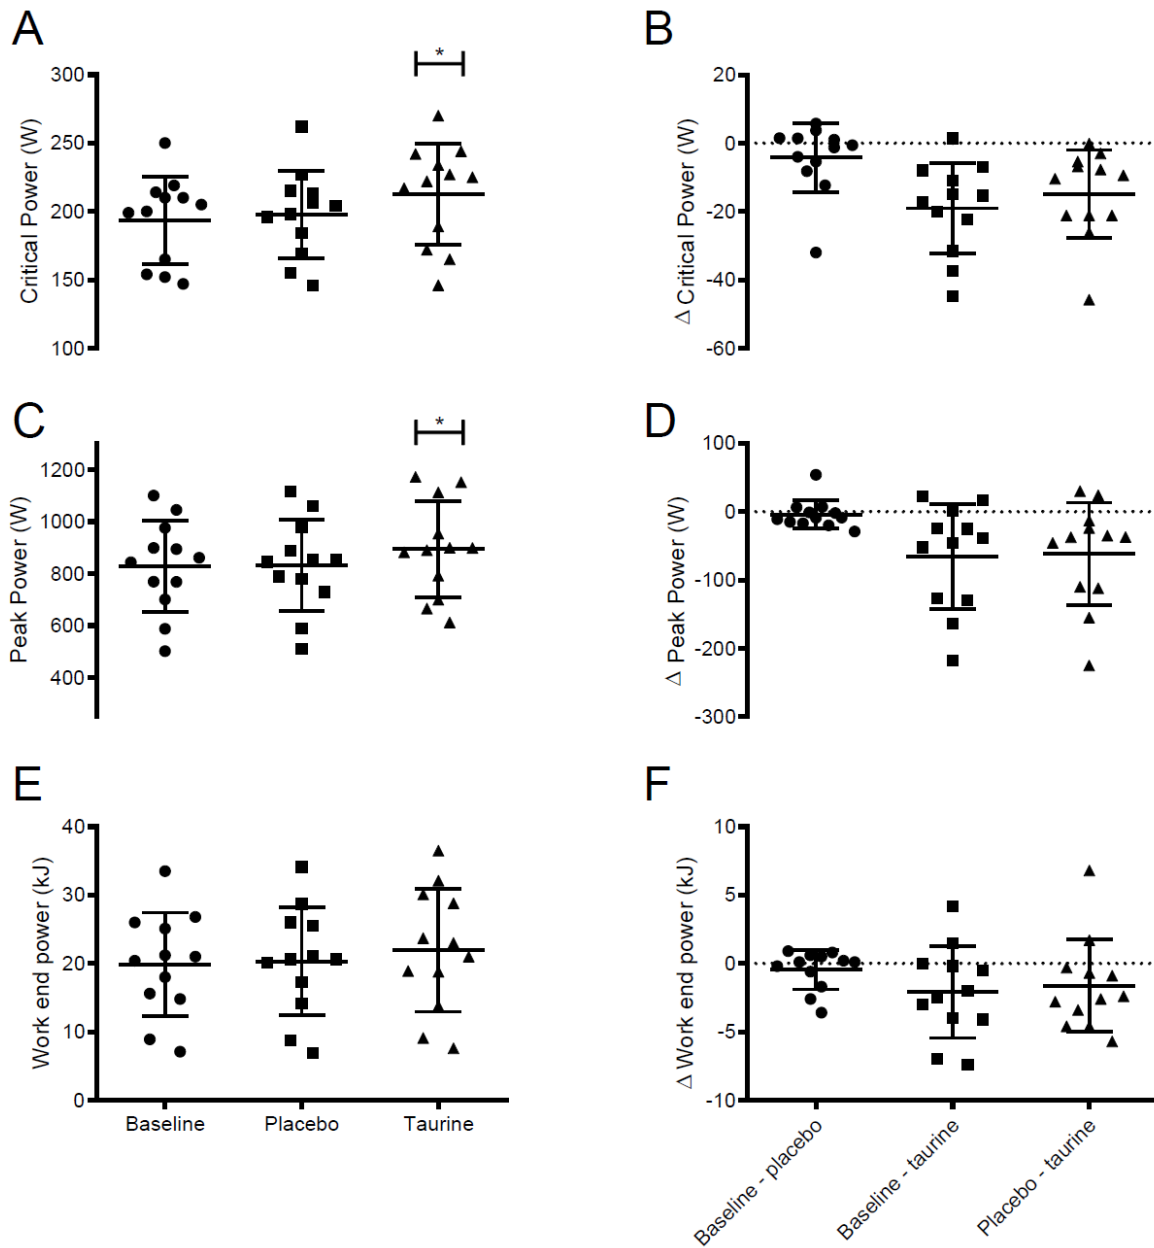 A
B
*
300
250
200
150
100
Critical Power (W)
20
0
-20
-40
-60
Δ Critical Power (W)
C
D
*
1200
1000
800
600
400
Peak Power (W)
100
0
-100
-200
-300
Δ Peak Power (W)
E
F
40
30
20
10
0
Work end power (kJ)
Baseline Placebo Taurine
10
5
0
-5
-10
Δ Work end power (kJ)
Baseline - placebo
Baseline - taurine
Placebo - taurine